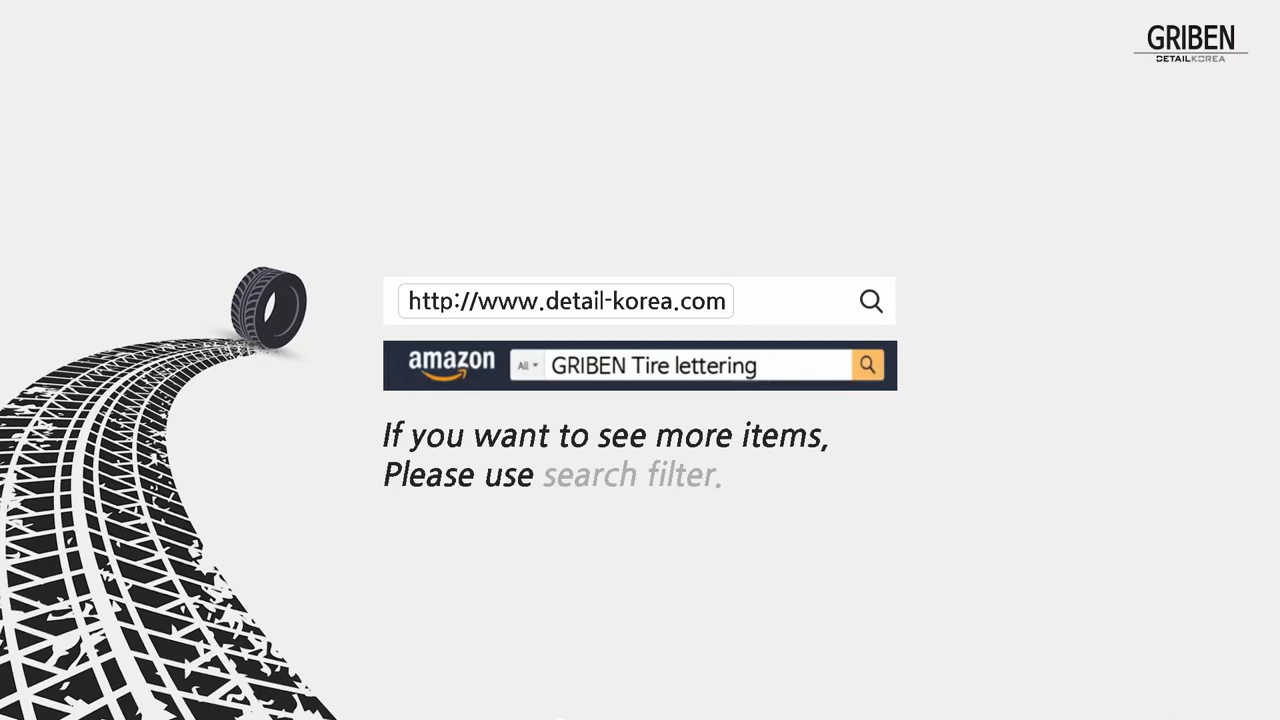 GRIBEN
DETAILKOREA
http://www.detail-korea.com
amazon All GRIBEN Tire lettering
If you want to see more items,
Please use search filter.